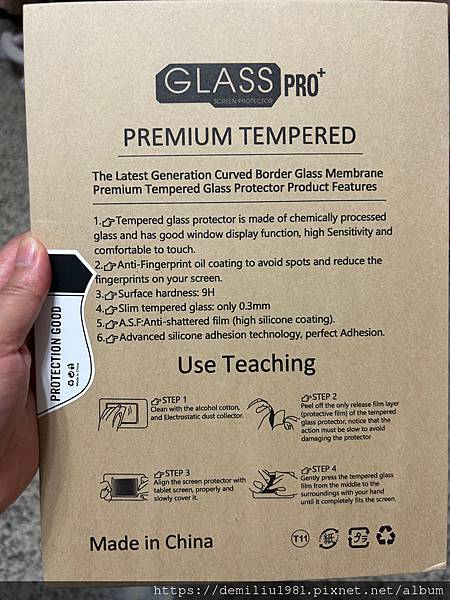 GLASS PRO+
SCREEN PROTECTOR
PREMIUM TEMPERED
The Latest Generation Curved Border Glass Membrane
Premium Tempered Glass Protector Product Features
1.👉Tempered glass protector is made of chemically processed
glass and has good window display function, high Sensitivity and
comfortable to touch.
2.👉Anti-Fingerprint oil coating to avoid spots and reduce the
fingerprints on your screen.
3.👉Surface hardness: 9H
4.👉Slim tempered glass: only 0.3mm
5.👉A.S.F:Anti-shattered film (high silicone coating).
6.👉Advanced silicone adhesion technology, perfect Adhesion.
PROTECTION GOOD
Made in China
Use Teaching
👉STEP 1
Clean with the alcohol cotton,
and Electrostatic dust collector.
👉STEP 2
Peel off the only release film layer
(protective film) of the tempered
glass protector, notice that the
action must be slow to avoid
damaging the protector
👉STEP 3
Align the screen protector with
tablet screen, properly and
slowly cover it.
👉STEP 4
Gently press the tempered glass
film from the middle to the
surroundings with your hand
until it completely fits the screen.
Made in China
T11 紙 プラ
https://demiliu1981.pixnet.net/album